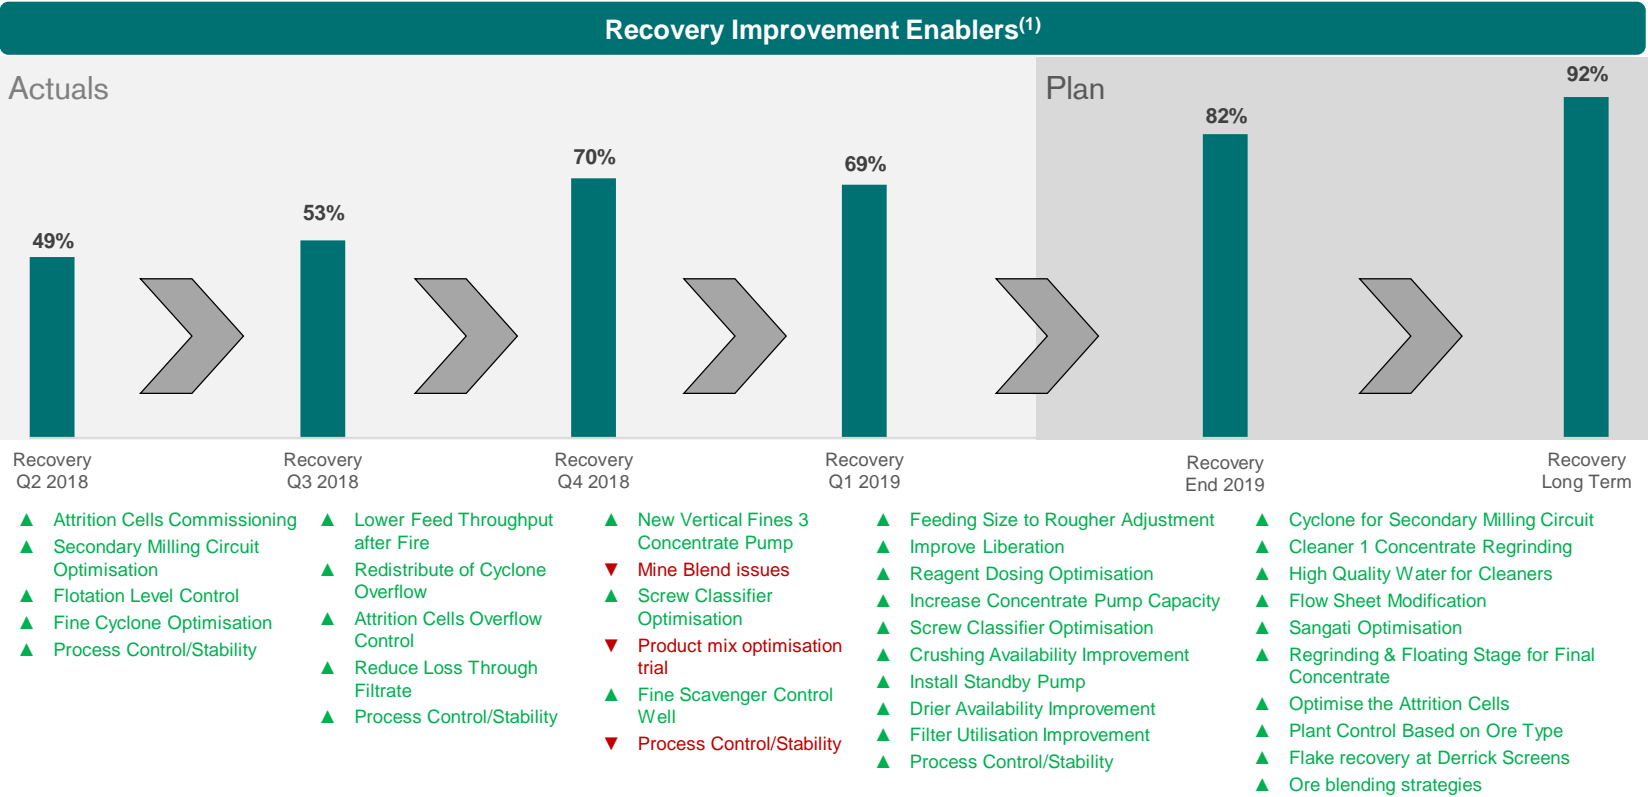 Recovery Improvement Enablers(1)
Actuals
Plan
49%
53%
70%
69%
82%
92%
Recovery
Q2 2018
Recovery
Q3 2018
Recovery
Q4 2018
Recovery
Q1 2019
Recovery
End 2019
Recovery
Long Term
▲ Attrition Cells Commissioning
▲ Secondary Milling Circuit
Optimisation
▲ Flotation Level Control
▲ Fine Cyclone Optimisation
▲ Process Control/Stability
▲ Lower Feed Throughput
after Fire
▲ Redistribute of Cyclone
Overflow
▲ Attrition Cells Overflow
Control
▲ Reduce Loss Through
Filtrate
▲ Process Control/Stability
▲ New Vertical Fines 3
Concentrate Pump
▼ Mine Blend issues
▲ Screw Classifier
Optimisation
▼ Product mix optimisation
trial
▲ Fine Scavenger Control
Well
▼ Process Control/Stability
▲ Feeding Size to Rougher Adjustment
▲ Improve Liberation
▲ Reagent Dosing Optimisation
▲ Increase Concentrate Pump Capacity
▲ Screw Classifier Optimisation
▲ Crushing Availability Improvement
▲ Install Standby Pump
▲ Drier Availability Improvement
▲ Filter Utilisation Improvement
▲ Process Control/Stability
▲ Cyclone for Secondary Milling Circuit
▲ Cleaner 1 Concentrate Regrinding
▲ High Quality Water for Cleaners
▲ Flow Sheet Modification
▲ Sangati Optimisation
▲ Regrinding & Floating Stage for Final
Concentrate
▲ Optimise the Attrition Cells
▲ Plant Control Based on Ore Type
▲ Flake recovery at Derrick Screens
▲ Ore blending strategies